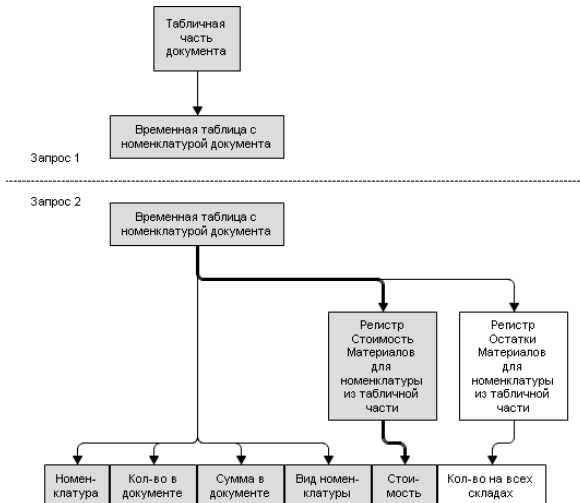 Табличная
часть
документа
Временная таблица с
номенклатурой документа
Запрос 1
Запрос 2
Временная таблица с
номенклатурой документа
Регистр
Стоимость
Материалов
для
номенклатуры
из табличной
части
Регистр
Остатки
Материалов
для
номенклатуры
из табличной
части
Номен-
клатура
Кол-во в
документе
Сумма в
документе
Вид номен-
клатуры
Стои-
мость
Кол-во на всех
складах